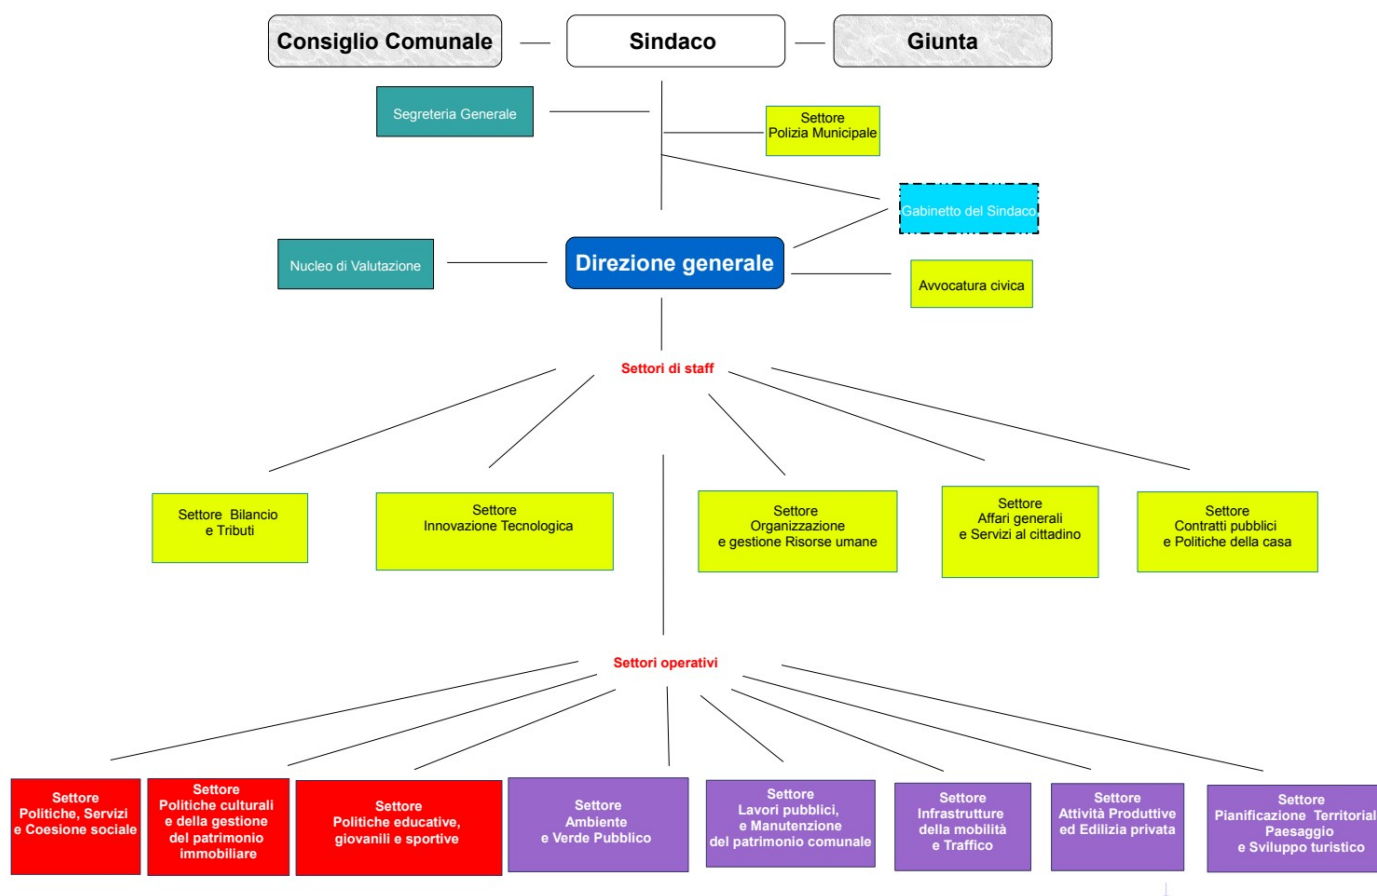 Consiglio Comunale
Sindaco
Giunta
Segreteria Generale
Settore
Polizia Municipale
Gabinetto del Sindaco
Nucleo di Valutazione
Direzione generale
Avvocatura civica
Settori di staff
Settore Bilancio
e Tributi
Settore
Innovazione Tecnologica
Settore
Organizzazione
e gestione Risorse umane
Settore
Affari generali
e Servizi al cittadino
Settore
Contratti pubblici
e Politiche della casa
Settori operativi
Settore
Politiche, Servizi
e Coesione sociale
Settore
Politiche culturali
e della gestione
del patrimonio
immobiliare
Settore
Politiche educative,
giovanili e sportive
Settore
Ambiente
e Verde Pubblico
Settore
Lavori pubblici,
e Manutenzione
del patrimonio comunale
Settore
Infrastrutture
della mobilità
e Traffico
Settore
Attività Produttive
ed Edilizia privata
Settore
Pianificazione Territorial
Paesaggio
e Sviluppo turistico